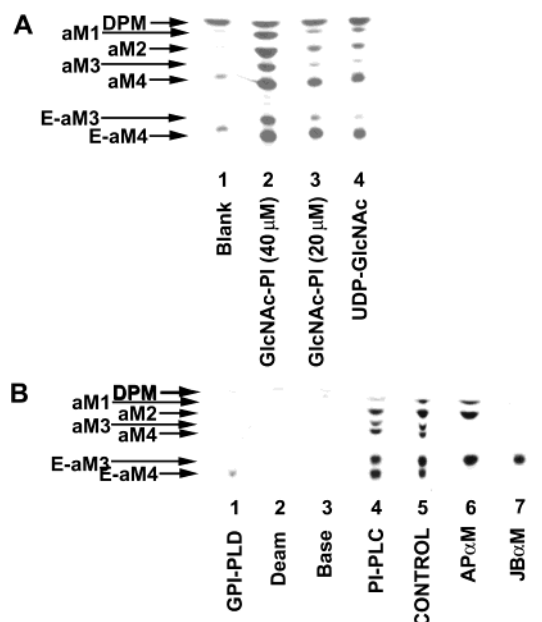 A
DPM
aM1
aM2
aM3
aM4
E-aM3
E-aM4
1 2 3 4
Blank
GlcNAc-PI (40 μM)
GlcNAc-PI (20 μM)
UDP-GlcNAc
B
DPM
aM1
aM2
aM3
aM4
E-aM3
E-aM4
1 2 3 4 5 6 7
GPI-PLD
Deam
Base
PI-PLC
CONTROL
APαM
JBαM